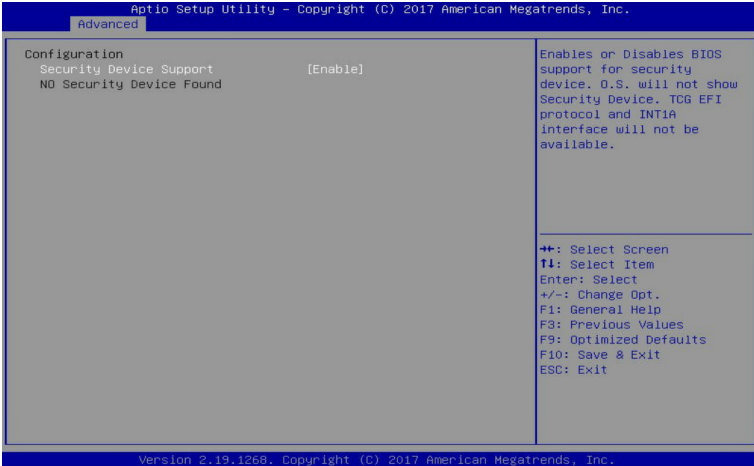 Aptio Setup Utility – Copyright (C) 2017 American Megatrends, Inc.
Advanced
Configuration
Security Device Support [Enable]
NO Security Device Found
Enables or Disables BIOS
support for security
device. O.S. will not show
Security Device. TCG EFI
protocol and INT1A
interface will not be
available.
→←: Select Screen
↑↓: Select Item
Enter: Select
+/-: Change Opt.
F1: General Help
F3: Previous Values
F9: Optimized Defaults
F10: Save & Exit
ESC: Exit
Version 2.19.1268. Copyright (C) 2017 American Megatrends, Inc.